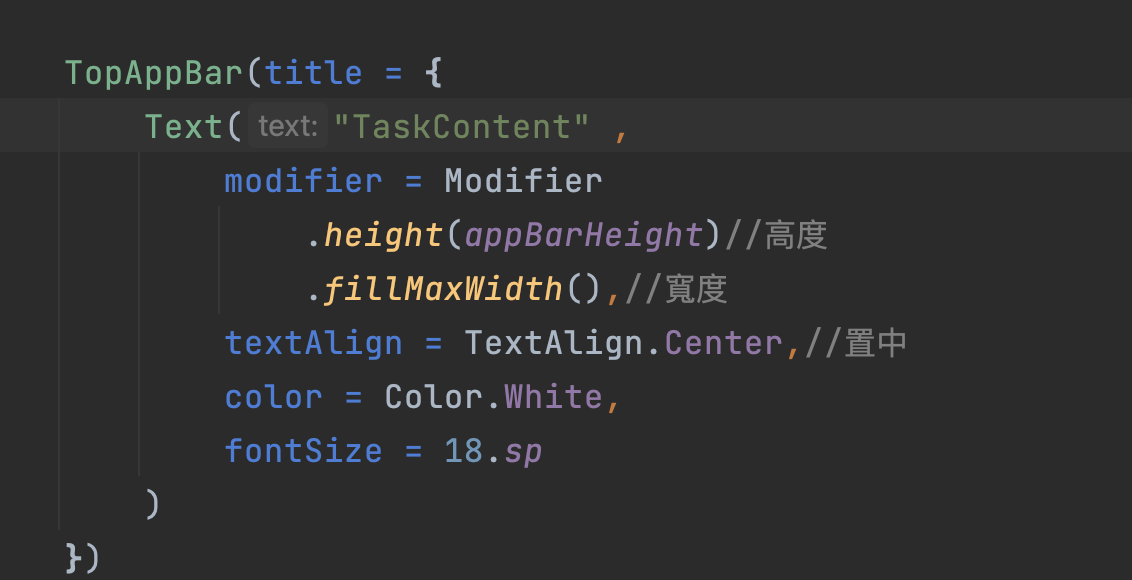 TopAppBar(title = {
Text( text: "TaskContent" ,
modifier = Modifier
.height(appBarHeight)//高度
.fillMaxWidth(),//寬度
textAlign = TextAlign.Center,//置中
color = Color.White,
fontSize = 18.sp
)
})